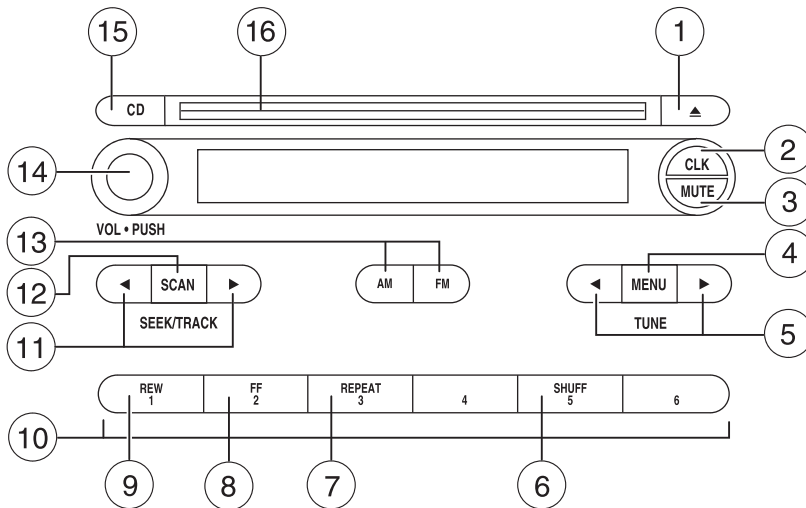 15 16 1
CD
2
CLK
14
MUTE
3
VOL • PUSH
13
4
12
SCAN
AM FM
MENU
SEEK/TRACK
TUNE
11
5
REW FF REPEAT SHUFF
1 2 3 4 5 6
10
9 8 7 6